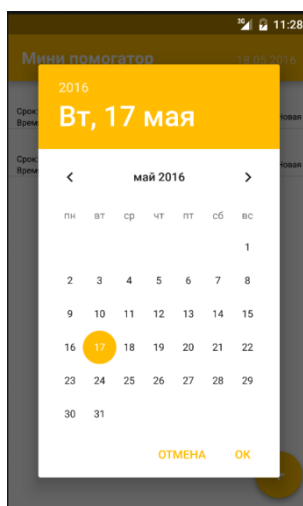 3G 11:28
Мини помогатор 18.05.2016
2016
Вт, 17 мая
Срок:
Врем
Новая
май 2016
Срок:
Врем
Новая
пн вт ср чт пт сб вс
1
2 3 4 5 6 7 8
9 10 11 12 13 14 15
16 17 18 19 20 21 22
23 24 25 26 27 28 29
30 31
ОТМЕНА ОК